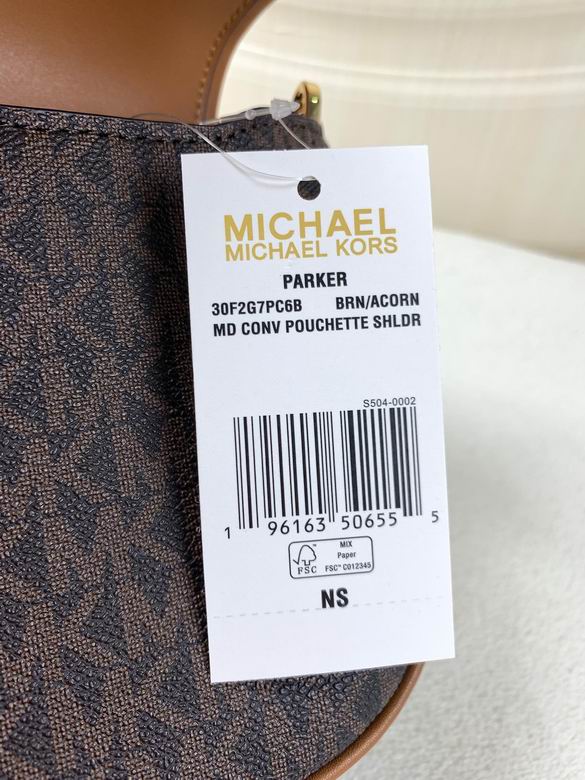 MICHAEL
MICHAEL KORS
PARKER
30F2G7PC6B BRN/ACORN
MD CONV POUCHETTE SHLDR
S504-0002
1 96163 50655 5
FSC
MIX
Paper
FSC™ C012345
NS